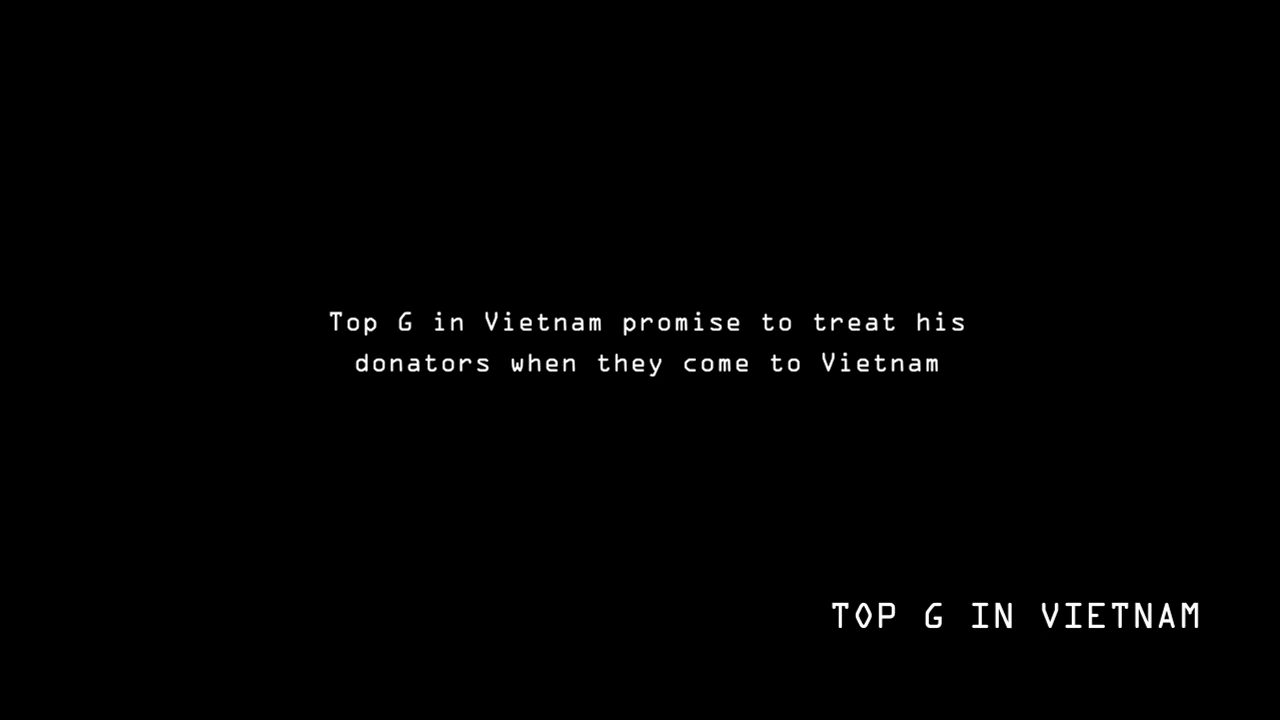 Top G in Vietnam promise to treat his
donators when they come to Vietnam
TOP G IN VIETNAM